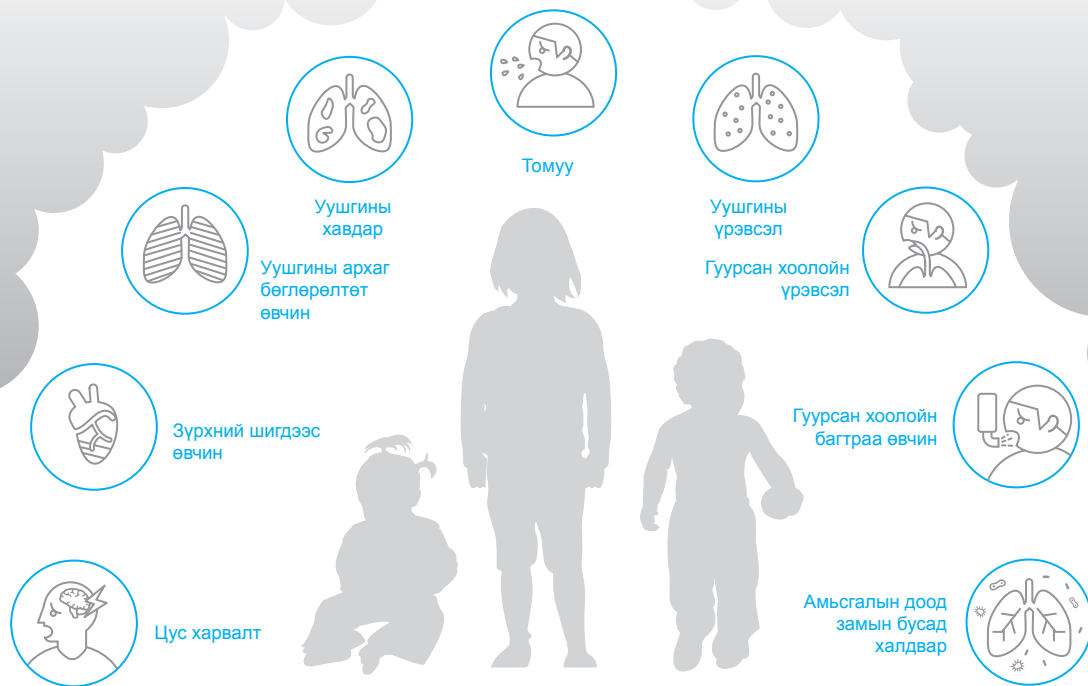 Томуу
Уушгины
хавдар
Уушгины
үрэвсэл
Уушгины архаг
бөглөрөлтөт
өвчин
Гуурсан хоолойн
үрэвсэл
Зүрхний шигдээс
өвчин
Гуурсан хоолойн
багтраа өвчин
Цус харвалт
Амьсгалын доод
замын бусад
халдвар